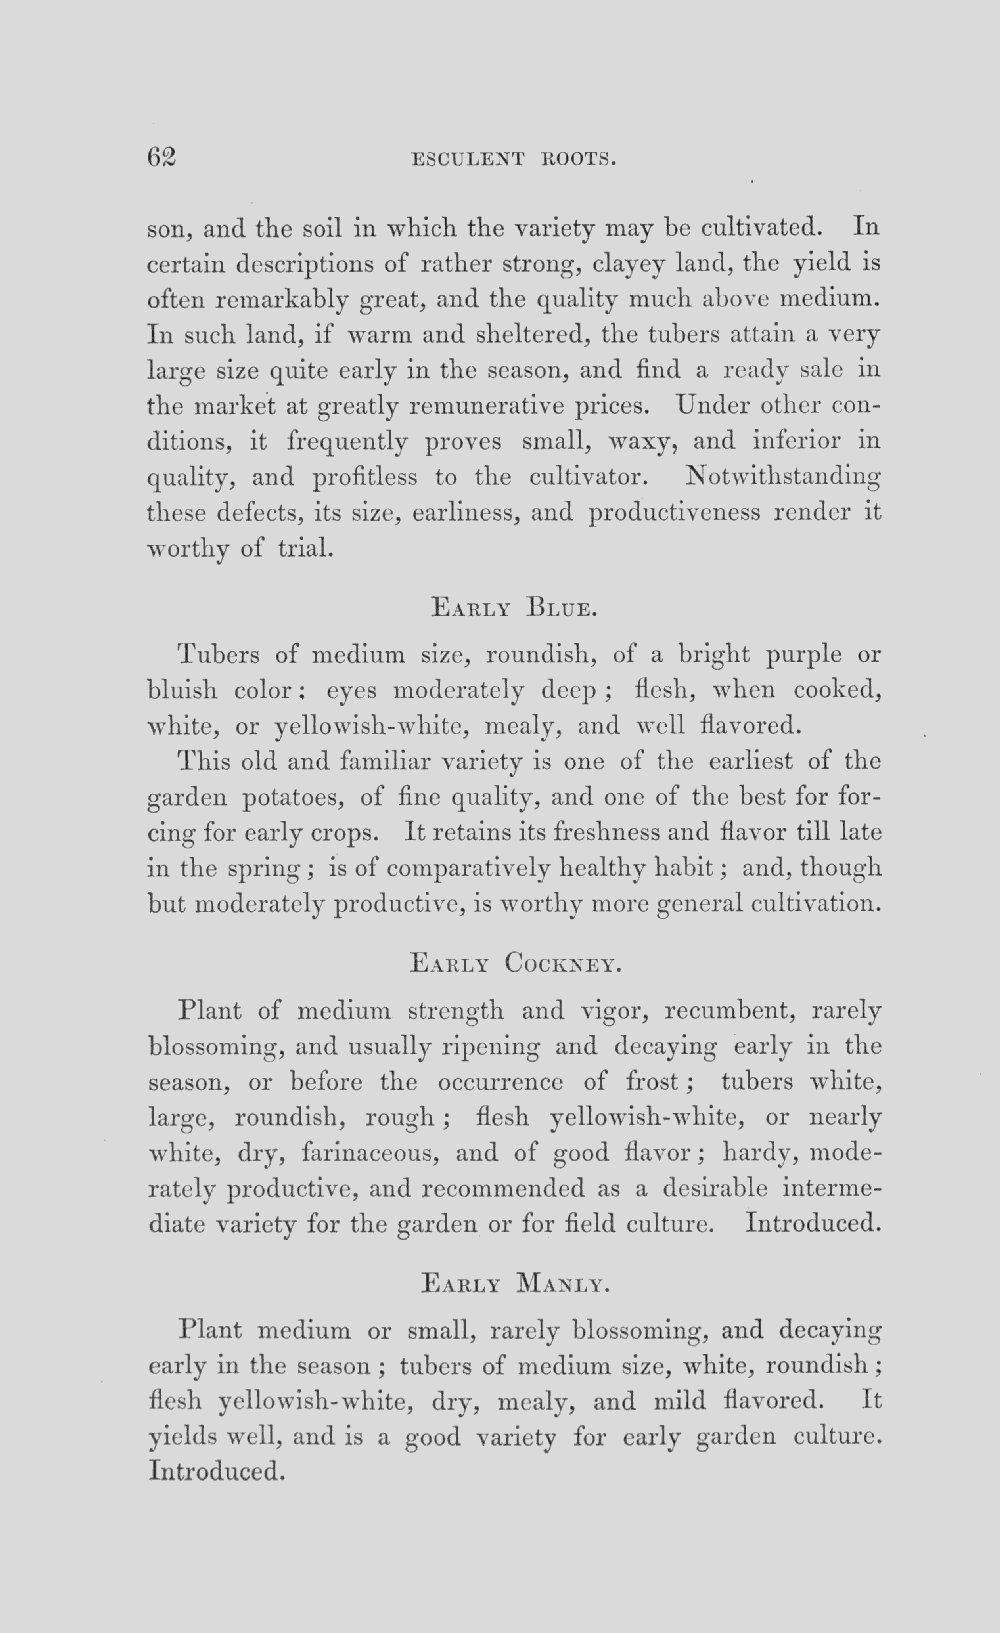 62 ESCULENT ROOTS.
son, and the soil in which the variety may be cultivated. In
certain descriptions of rather strong, clayey land, the yield is
often remarkably great, and the quality much above medium.
In such land, if warm and sheltered, the tubers attain a very
large size quite early in the season, and find a ready sale in
the market at greatly remunerative prices. Under other con-
ditions, it frequently proves small, waxy, and inferior in
quality, and profitless to the cultivator. Notwithstanding
these defects, its size, earliness, and productiveness render it
worthy of trial.
EARLY BLUE.
Tubers of medium size, roundish, of a bright purple or
bluish color; eyes moderately deep; flesh, when cooked,
white, or yellowish-white, mealy, and well flavored.
This old and familiar variety is one of the earliest of the
garden potatoes, of fine quality, and one of the best for for-
cing for early crops. It retains its freshness and flavor till late
in the spring; is of comparatively healthy habit; and, though
but moderately productive, is worthy more general cultivation.
EARLY COCKNEY.
Plant of medium strength and vigor, recumbent, rarely
blossoming, and usually ripening and decaying early in the
season, or before the occurrence of frost; tubers white,
large, roundish, rough; flesh yellowish-white, or nearly
white, dry, farinaceous, and of good flavor; hardy, mode-
rately productive, and recommended as a desirable interme-
diate variety for the garden or for field culture. Introduced.
EARLY MANLY.
Plant medium or small, rarely blossoming, and decaying
early in the season; tubers of medium size, white, roundish;
flesh yellowish-white, dry, mealy, and mild flavored. It
yields well, and is a good variety for early garden culture.
Introduced.